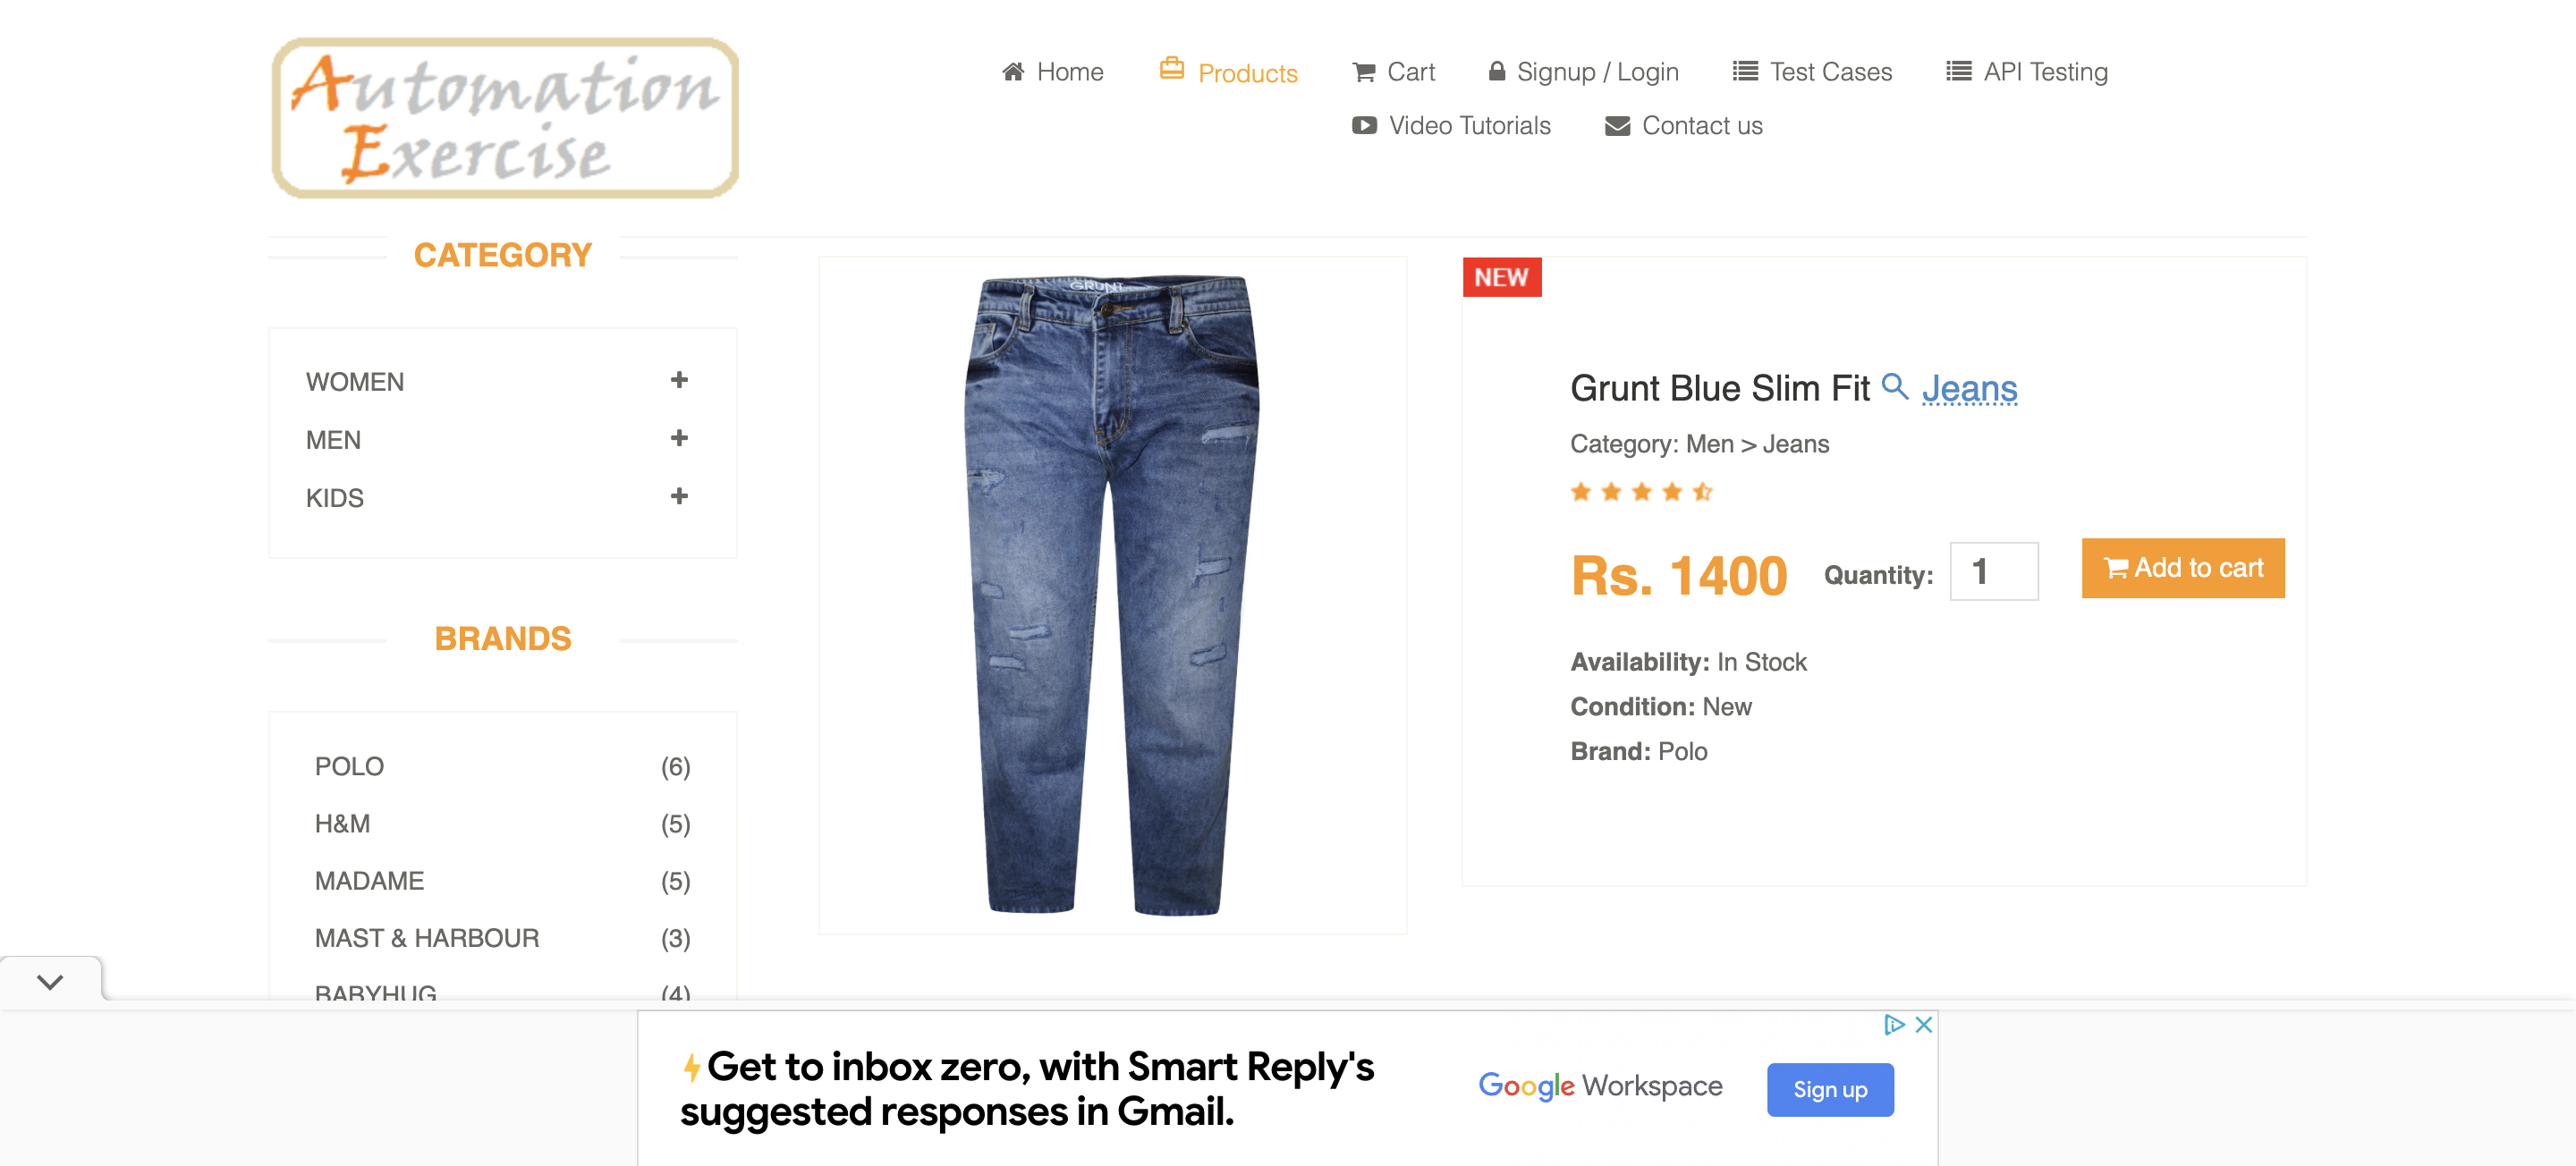 Automation
Exercise
Home
Products
Cart
Signup / Login
Test Cases
API Testing
Video Tutorials
Contact us
CATEGORY
WOMEN
MEN
KIDS
BRANDS
POLO (6)
H&M (5)
MADAME (5)
MAST & HARBOUR (3)
BABYHUG (4)
GRUNT
NEW
Grunt Blue Slim Fit Jeans
Category: Men > Jeans
Rs. 1400 Quantity: 1 Add to cart
Availability: In Stock
Condition: New
Brand: Polo
Get to inbox zero, with Smart Reply's
suggested responses in Gmail.
Google Workspace
Sign up